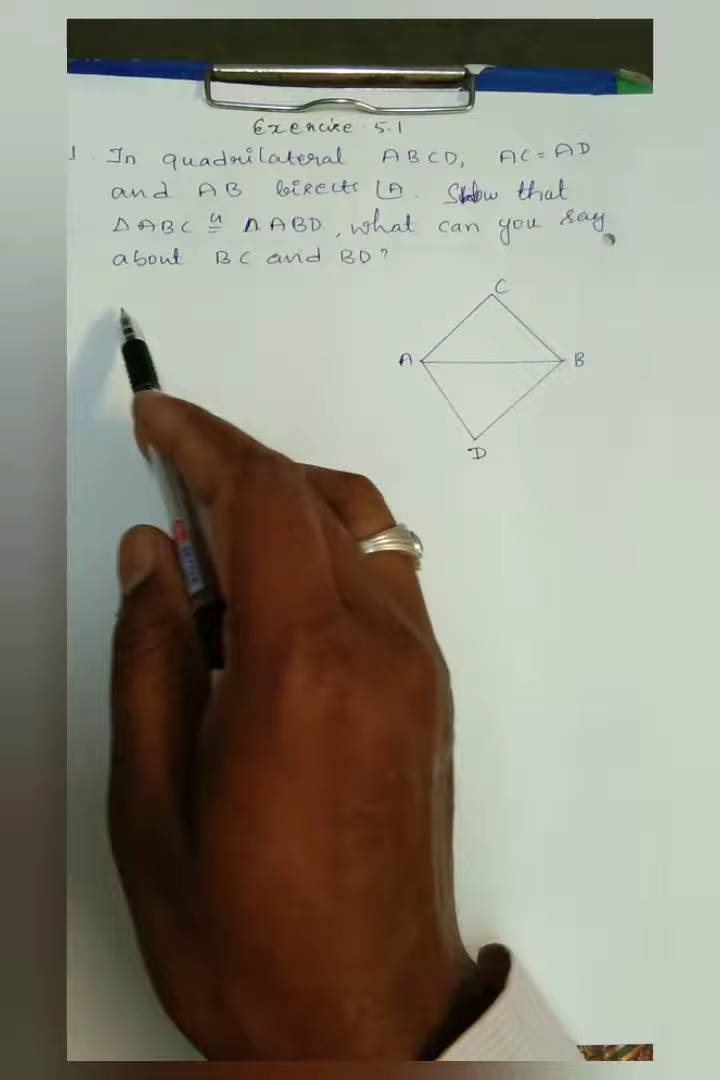 Exercise 5.1
1. In quadrilateral ABCD, AC = AD
and AB bisects ∠A. Show that
ΔABC ≅ ΔABD, what can you say
about BC and BD?
C
A B
D